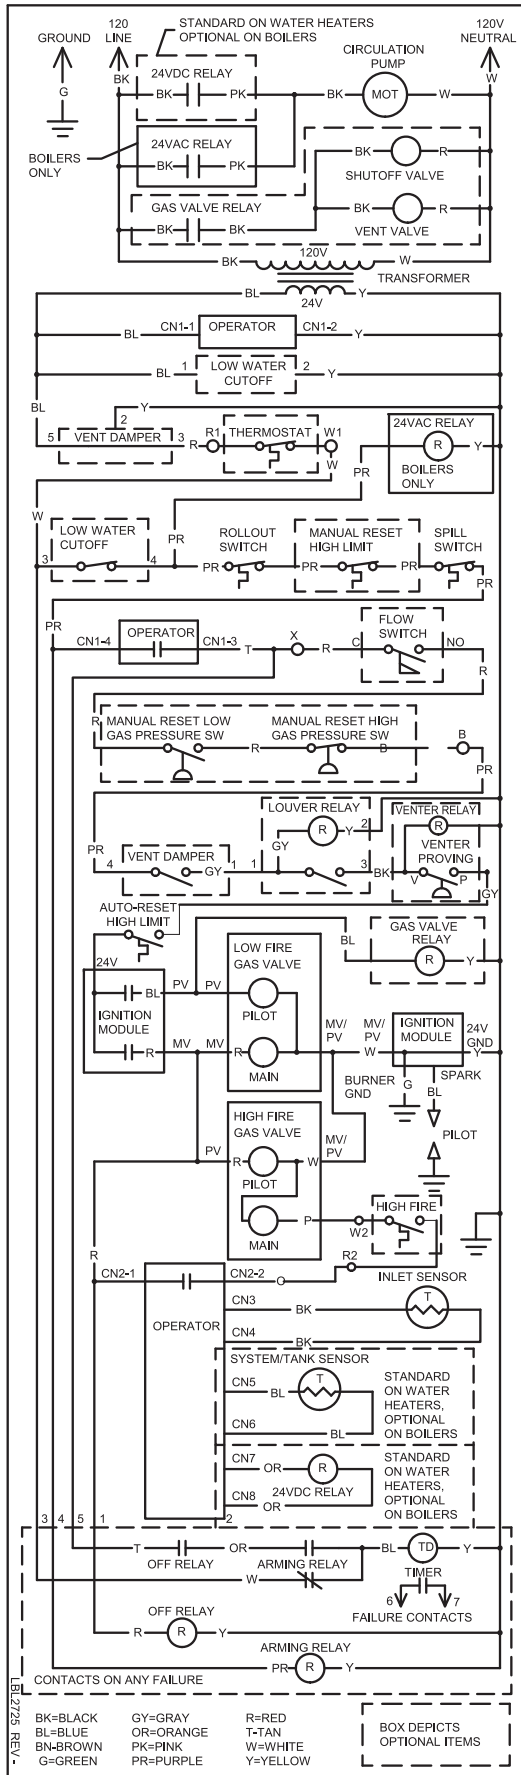 GROUND
120
LINE
STANDARD ON WATER HEATERS
OPTIONAL ON BOILERS
120V
NEUTRAL
CIRCULATION
PUMP
BK
24VDC RELAY
W
G
BK PK BK MOT W
BOILERS
ONLY
24VAC RELAY
BK PK
BK R
SHUTOFF VALVE
GAS VALVE RELAY
BK R
BK BK
VENT VALVE
120V
BK W
TRANSFORMER
BL Y
24V
BL CN1-1 OPERATOR CN1-2 Y
BL 1 LOW WATER
CUTOFF 2 Y
BL
2 Y
5 VENT DAMPER 3 R R1 THERMOSTAT W1
W
24VAC RELAY
R Y
BOILERS
ONLY
PR
W
LOW WATER
CUTOFF
PR
ROLLOUT
SWITCH
MANUAL RESET
HIGH LIMIT
SPILL
SWITCH
3 4 PR PR PR
PR
PR
CN1-4 OPERATOR CN1-3 T X R C
FLOW
SWITCH
NO
R
R MANUAL RESET LOW
GAS PRESSURE SW
MANUAL RESET HIGH
GAS PRESSURE SW
R B
B
PR
LOUVER RELAY
R Y 2
VENTER RELAY
R
PR
GY
VENTER
PROVING
4 VENT DAMPER GY 1 1 3 BK V P
GY
AUTO-RESET
HIGH LIMIT
24V
LOW FIRE
GAS VALVE
BL
GAS VALVE
RELAY
R Y
BL PV PV
PILOT
IGNITION
MODULE
R MV MV R
MAIN
MV/
PV
MV/
PV
W
IGNITION
MODULE
24V
GND
Y
BURNER
GND
G
SPARK
BL
PILOT
HIGH FIRE
GAS VALVE
MV/
PV
PV R W
PILOT
P
MAIN
W2
HIGH FIRE
R2
R
CN2-1 CN2-2 O
INLET SENSOR
CN3 BK T
OPERATOR
CN4 BK
SYSTEM/TANK SENSOR
T
CN5 BL
CN6 BL
STANDARD
ON WATER
HEATERS,
OPTIONAL
ON BOILERS
CN7 OR R
24VDC RELAY
CN8 OR
STANDARD
ON WATER
HEATERS,
OPTIONAL
ON BOILERS
3 4 5 1 2
T OFF RELAY OR ARMING RELAY BL TD Y
TIMER
W
6 7
FAILURE CONTACTS
OFF RELAY
R R Y
ARMING RELAY
PR R Y
CONTACTS ON ANY FAILURE
LBL2725 REV -
BK=BLACK GY=GRAY R=RED
BL=BLUE OR=ORANGE T-TAN
BN-BROWN PK=PINK W=WHITE
G=GREEN PR=PURPLE Y=YELLOW
BOX DEPICTS
OPTIONAL ITEMS